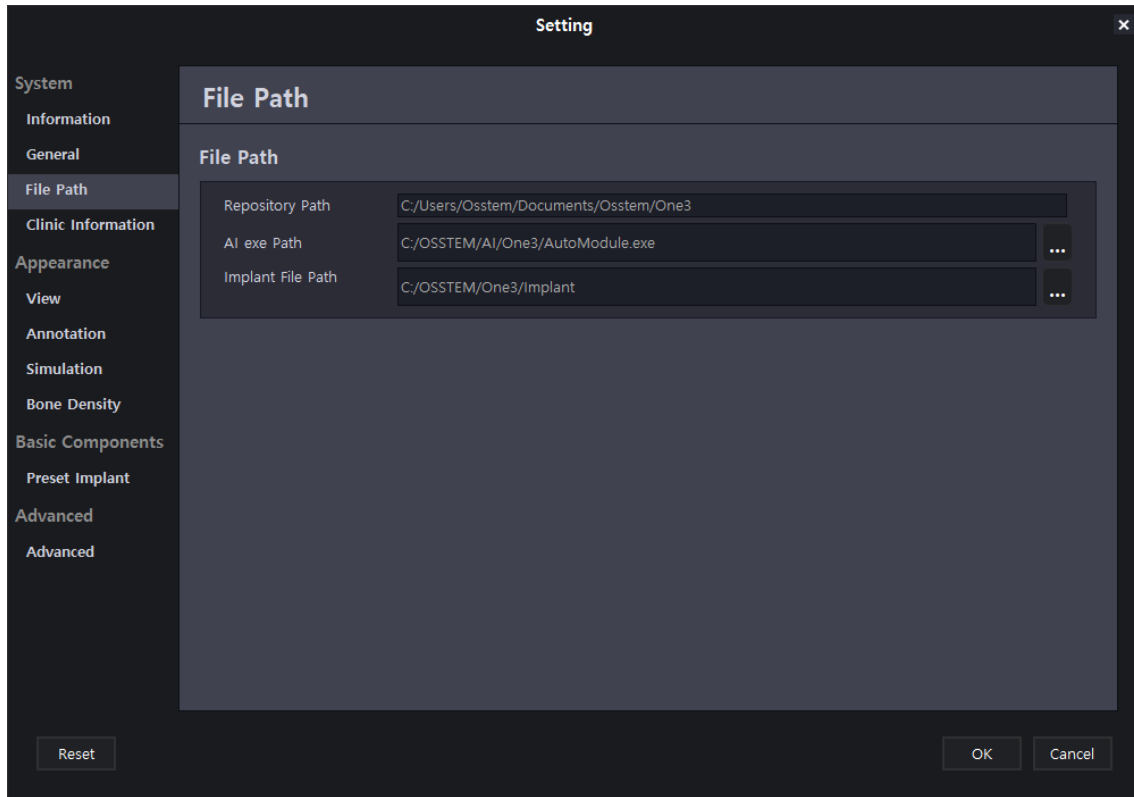 Setting
System
Information
General
File Path
Clinic Information
Appearance
View
Annotation
Simulation
Bone Density
Basic Components
Preset Implant
Advanced
Advanced
File Path
File Path
Repository Path C:/Users/Osstem/Documents/Osstem/One3
AI exe Path C:/OSSTEM/AI/One3/AutoModule.exe ...
Implant File Path C:/OSSTEM/One3/Implant ...
Reset OK Cancel